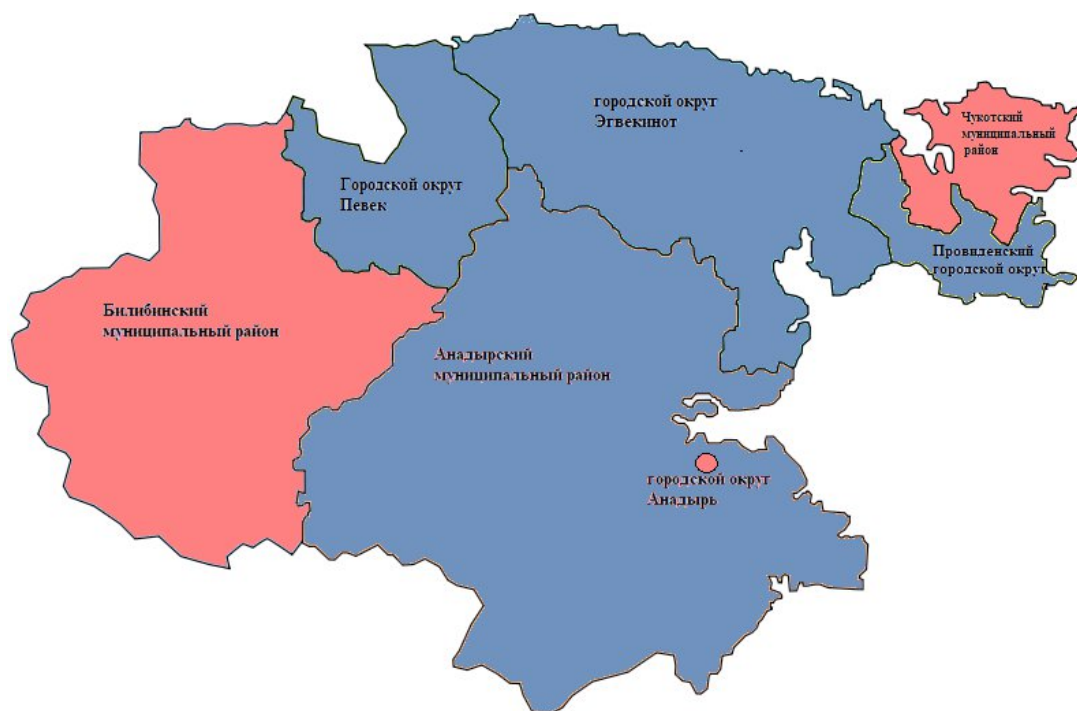 городской округ
Эгвекинот
Чукотский
муниципальный
район
Городской округ
Певек
Провиденский
городской округ
Билибинский
муниципальный район
Анадырский
муниципальный район
городской округ
Анадырь